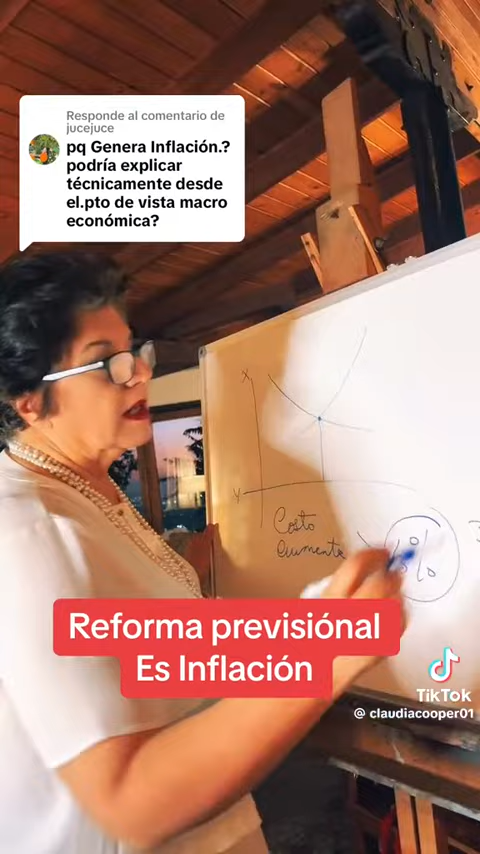 Responde al comentario de
jucejuce
pq Genera Inflación.?
podría explicar
técnicamente desde
el.pto de vista macro
económica?
X
Y
Costo
aumenta
%
Reforma previsiónal
Es Inflación
TikTok
@ claudiacooper01